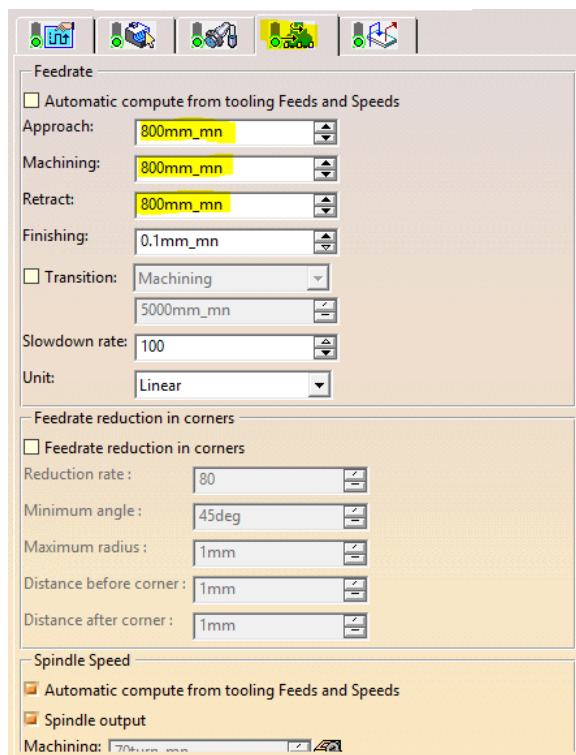 Feedrate
Automatic compute from tooling Feeds and Speeds
Approach: 800mm_mn
Machining: 800mm_mn
Retract: 800mm_mn
Finishing: 0.1mm_mn
Transition: Machining
5000mm_mn
Slowdown rate: 100
Unit: Linear
Feedrate reduction in corners
Feedrate reduction in corners
Reduction rate : 80
Minimum angle : 45deg
Maximum radius : 1mm
Distance before corner : 1mm
Distance after corner : 1mm
Spindle Speed
Automatic compute from tooling Feeds and Speeds
Spindle output
Machining: 70turn_mn